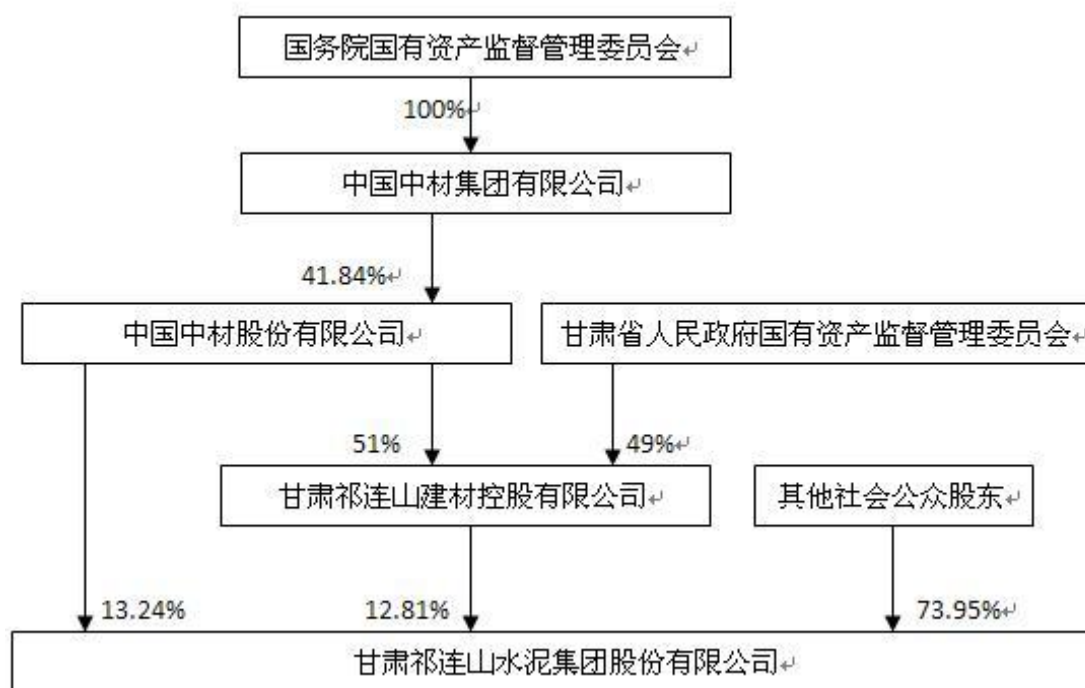 国务院国有资产监督管理委员会
100%
中国中材集团有限公司
41.84%
中国中材股份有限公司
甘肃省人民政府国有资产监督管理委员会
51%
49%
甘肃祁连山建材控股有限公司
其他社会公众股东
13.24%
12.81%
73.95%
甘肃祁连山水泥集团股份有限公司